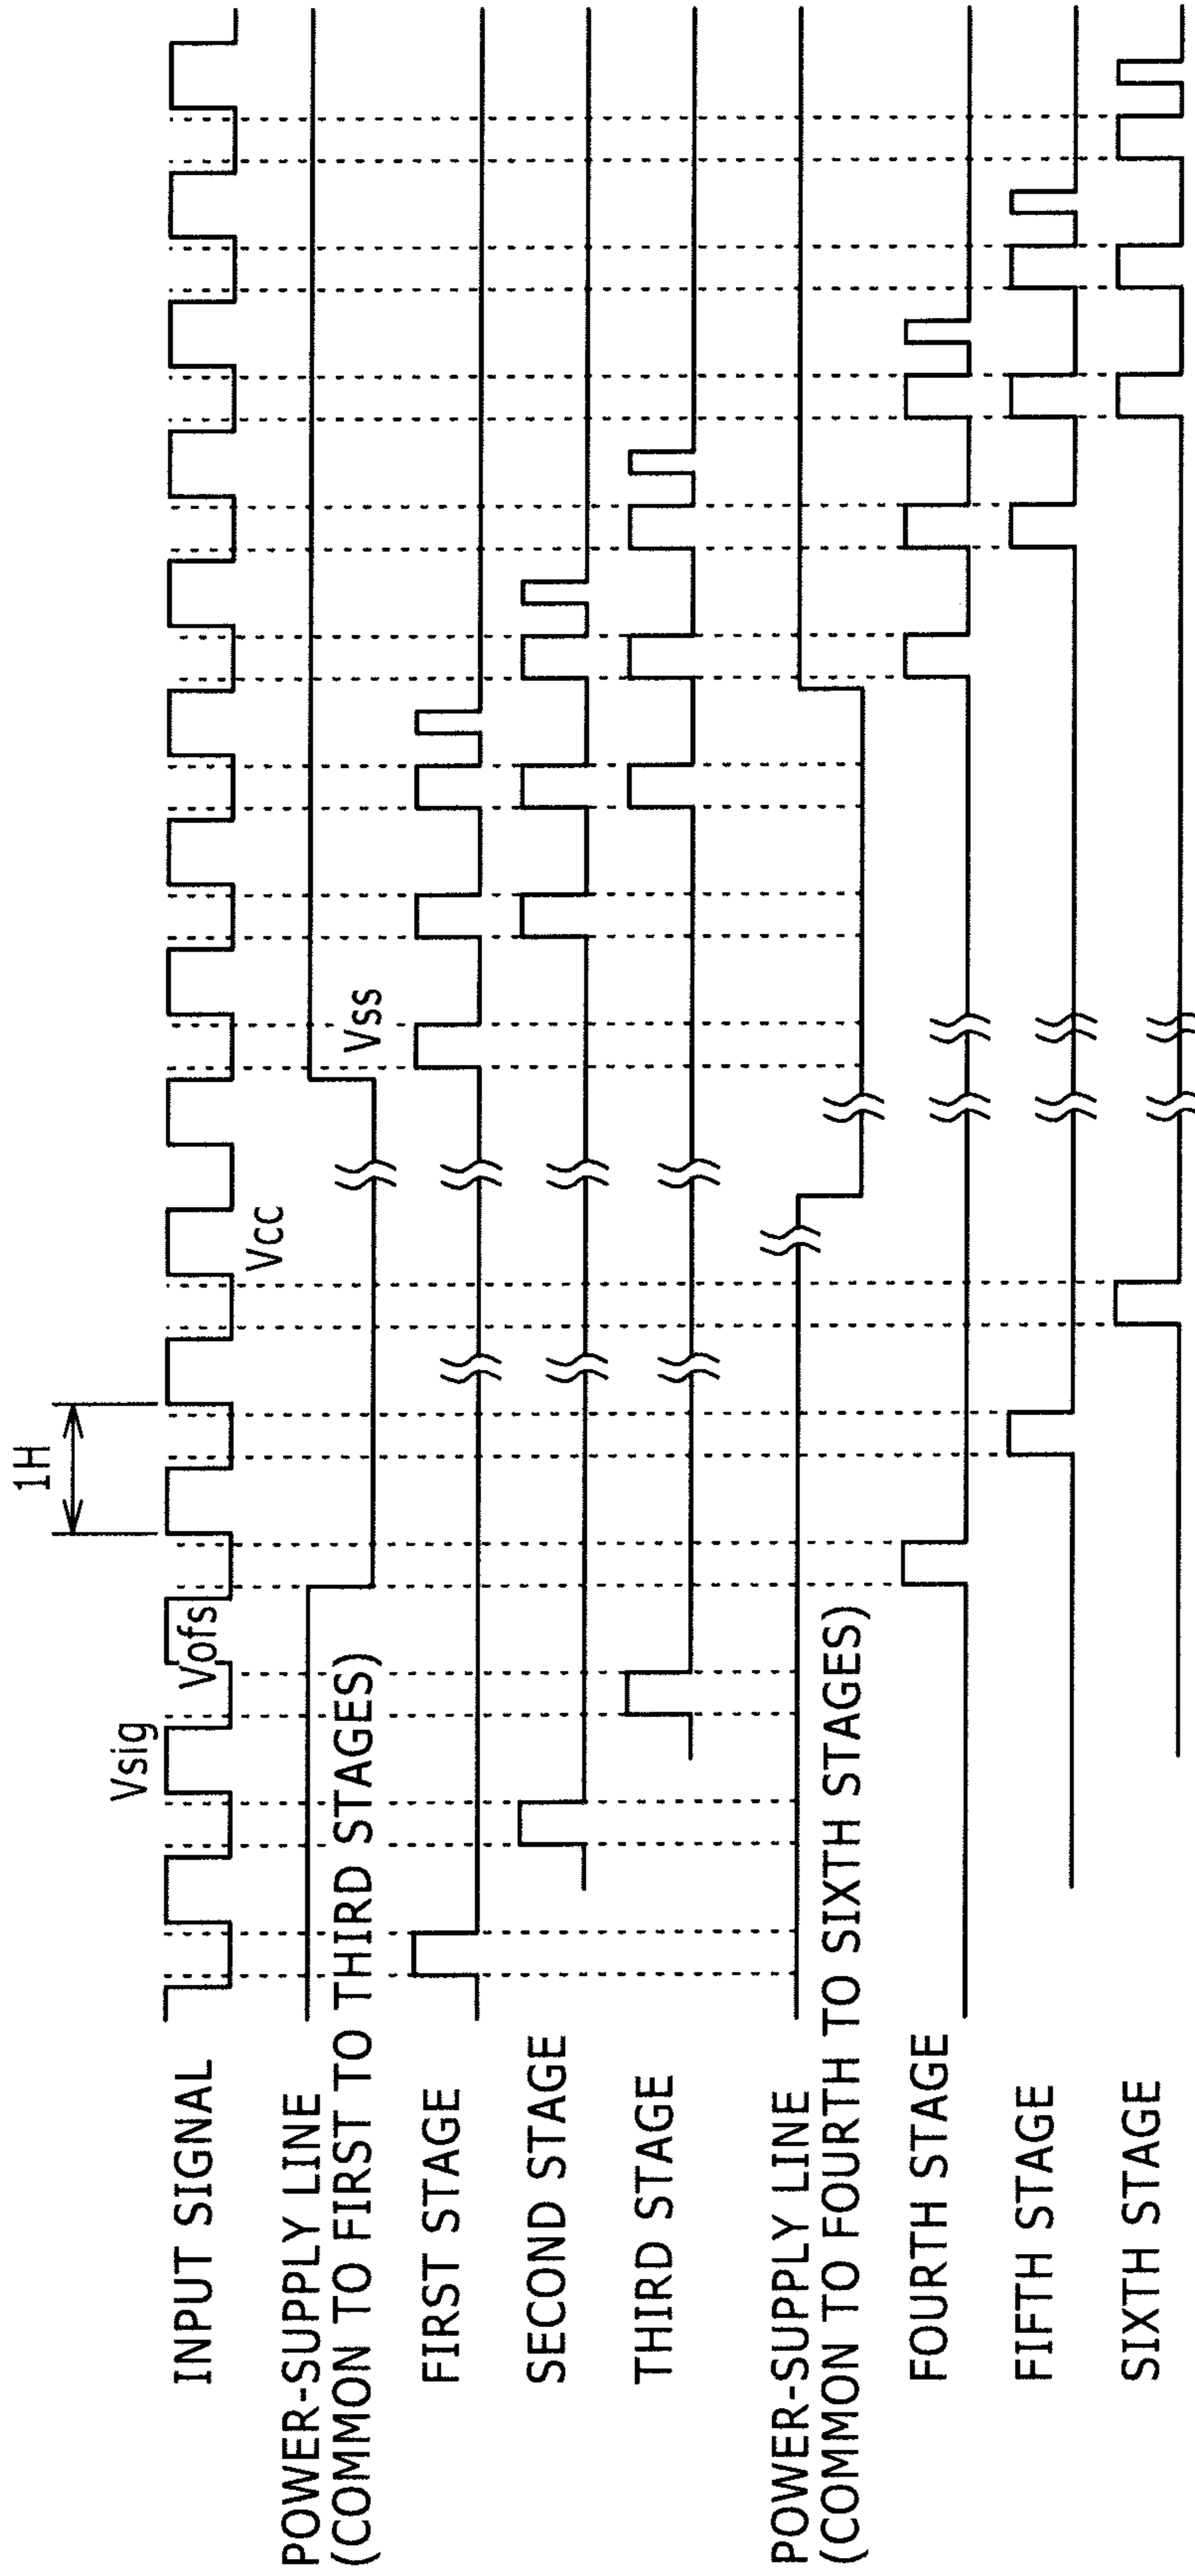 1H
Vsig
Vofs
Vcc
Vss
INPUT SIGNAL
POWER-SUPPLY LINE
(COMMON TO FIRST TO THIRD STAGES)
FIRST STAGE
SECOND STAGE
THIRD STAGE
POWER-SUPPLY LINE
(COMMON TO FOURTH TO SIXTH STAGES)
FOURTH STAGE
FIFTH STAGE
SIXTH STAGE